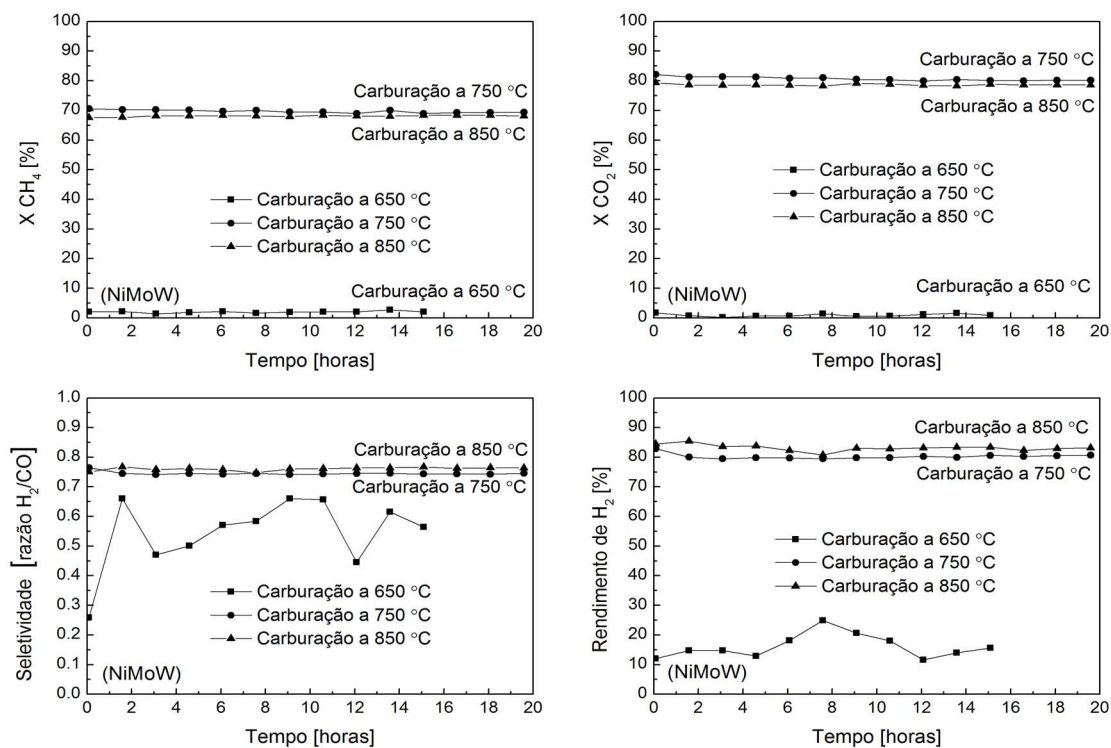 100
90
80
70
60
50
40
30
20
10
0
X CH4 [%]
Carburação a 750 °C
Carburação a 850 °C
Carburação a 650 °C
Carburação a 750 °C
Carburação a 850 °C
(NiMoW)
Carburação a 650 °C
0 2 4 6 8 10 12 14 16 18 20
Tempo [horas]
100
90
80
70
60
50
40
30
20
10
0
X CO2 [%]
Carburação a 750 °C
Carburação a 850 °C
Carburação a 650 °C
Carburação a 750 °C
Carburação a 850 °C
(NiMoW)
Carburação a 650 °C
0 2 4 6 8 10 12 14 16 18 20
Tempo [horas]
1.0
0.9
0.8
0.7
0.6
0.5
0.4
0.3
0.2
0.1
0.0
Seletividade [razão H2/CO]
Carburação a 850 °C
Carburação a 750 °C
Carburação a 650 °C
Carburação a 750 °C
Carburação a 850 °C
(NiMoW)
0 2 4 6 8 10 12 14 16 18 20
Tempo [horas]
100
90
80
70
60
50
40
30
20
10
0
Rendimento de H2 [%]
Carburação a 850 °C
Carburação a 750 °C
Carburação a 650 °C
Carburação a 750 °C
Carburação a 850 °C
(NiMoW)
0 2 4 6 8 10 12 14 16 18 20
Tempo [horas]